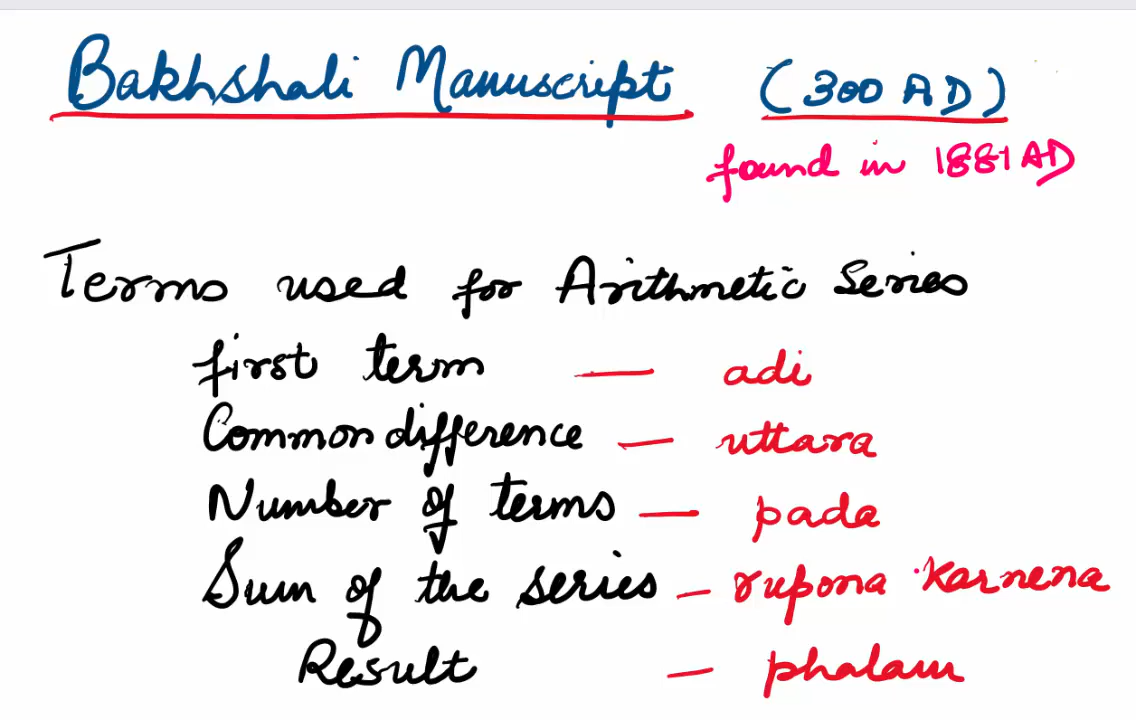 Bakhshali Manuscript (300 AD)
found in 1881 AD
Terms used for Arithmetic Series
first term — adi
Common difference — uttara
Number of terms — pada
Sum of the series — rupona karnena
Result — phalam